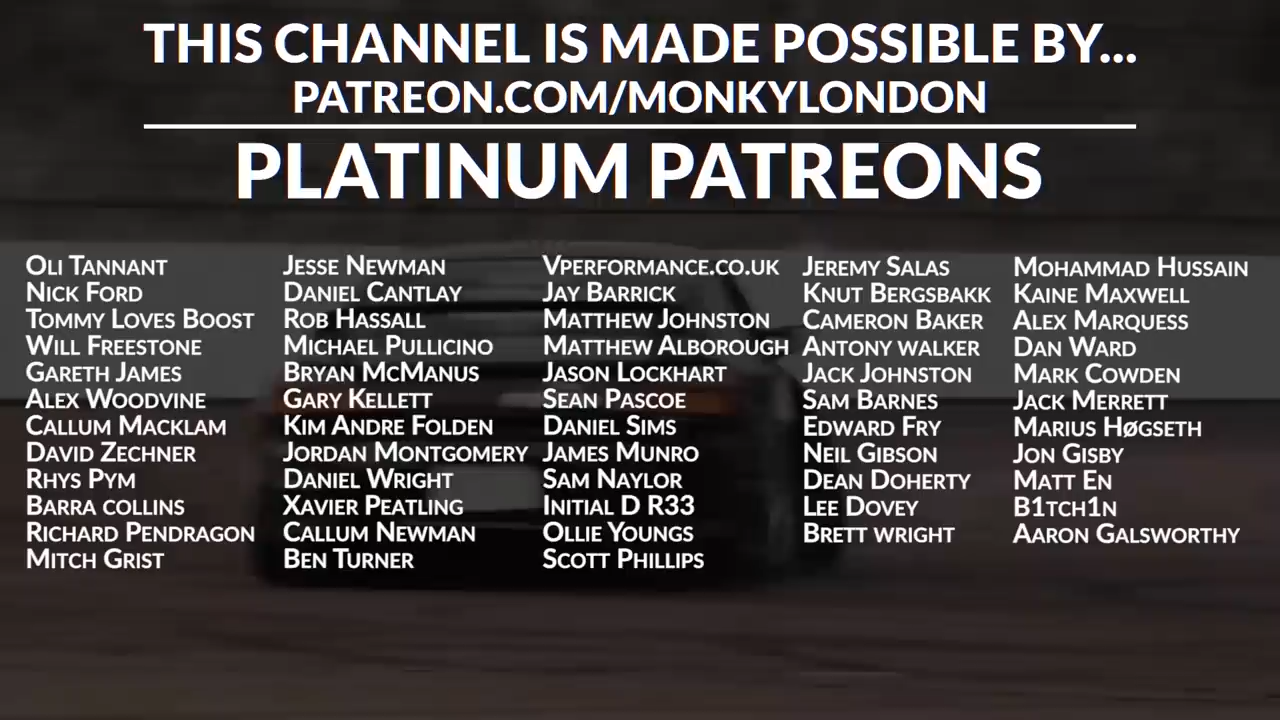 THIS CHANNEL IS MADE POSSIBLE BY...
PATREON.COM/MONKYLONDON
PLATINUM PATREONS
OLI TANNANT
NICK FORD
TOMMY LOVES BOOST
WILL FREESTONE
GARETH JAMES
ALEX WOODVINE
CALLUM MACKLAM
DAVID ZECHNER
RHYS PYM
BARRA COLLINS
RICHARD PENDRAGON
MITCH GRIST
JESSE NEWMAN
DANIEL CANTLAY
ROB HASSALL
MICHAEL PULLICINO
BRYAN MCMANUS
GARY KELLETT
KIM ANDRE FOLDEN
JORDAN MONTGOMERY
DANIEL WRIGHT
XAVIER PEATLING
CALLUM NEWMAN
BEN TURNER
VPERFORMANCE.CO.UK
JAY BARRICK
MATTHEW JOHNSTON
MATTHEW ALBOROUGH
JASON LOCKHART
SEAN PASCOE
DANIEL SIMS
JAMES MUNRO
SAM NAYLOR
INITIAL D R33
OLLIE YOUNGS
SCOTT PHILLIPS
JEREMY SALAS
KNUT BERGSBAKK
CAMERON BAKER
ANTONY WALKER
JACK JOHNSTON
SAM BARNES
EDWARD FRY
NEIL GIBSON
DEAN DOHERTY
LEE DOVEY
BRETT WRIGHT
MOHAMMAD HUSSAIN
KAINE MAXWELL
ALEX MARQUESS
DAN WARD
MARK COWDEN
JACK MERRETT
MARIUS HØGSETH
JON GISBY
MATT EN
B1TCH1N
AARON GALSWORTHY